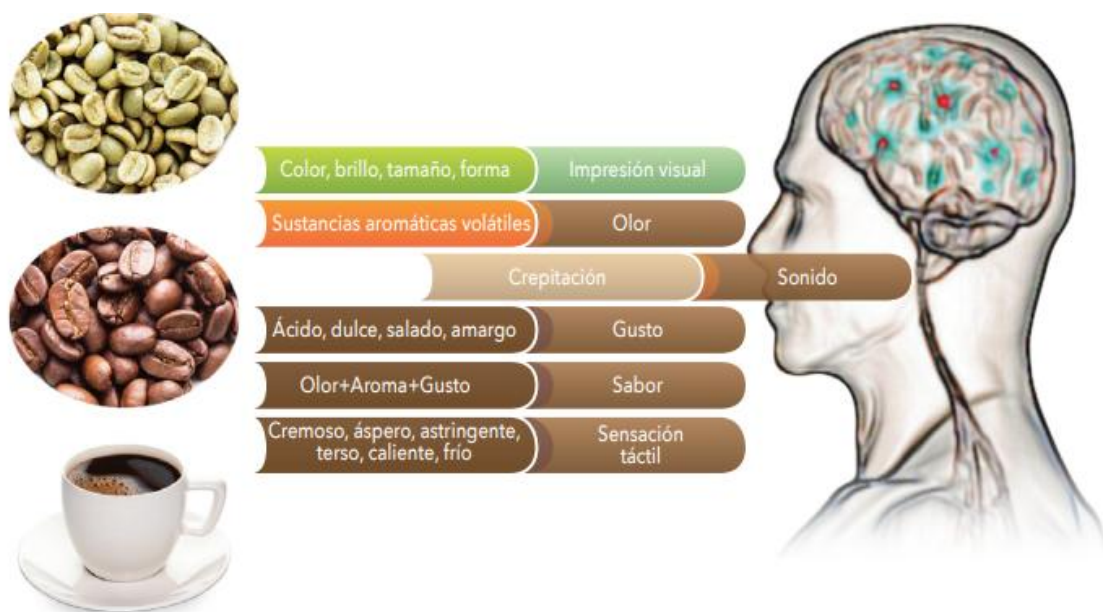 Color, brillo, tamaño, forma
Impresión visual
Sustancias aromáticas volátiles
Olor
Crepitación
Sonido
Ácido, dulce, salado, amargo
Gusto
Olor+Aroma+Gusto
Sabor
Cremoso, áspero, astringente,
terso, caliente, frío
Sensación
táctil